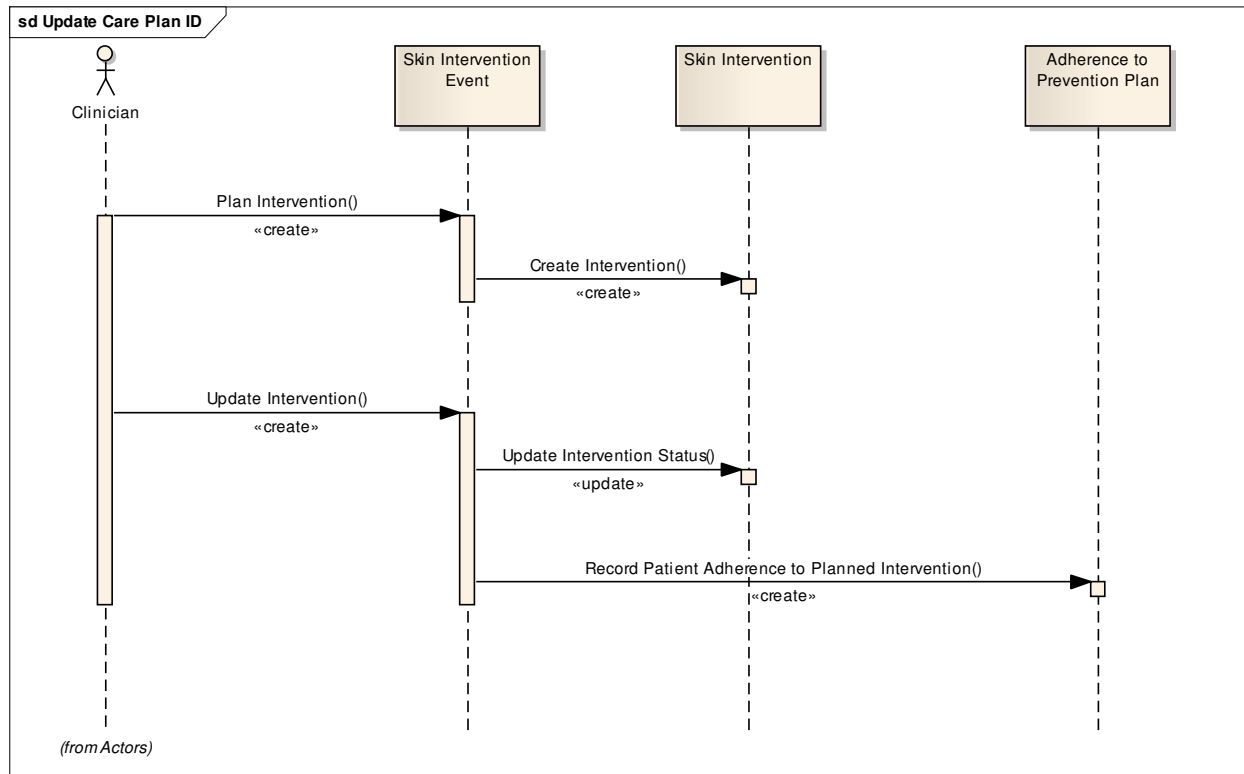 sd Update Care Plan ID
Clinician
Skin Intervention
Event
Skin Intervention
Adherence to
Prevention Plan
Plan Intervention()
«create»
Create Intervention()
«create»
Update Intervention()
«create»
Update Intervention Status()
«update»
Record Patient Adherence to Planned Intervention()
«create»
(from Actors)